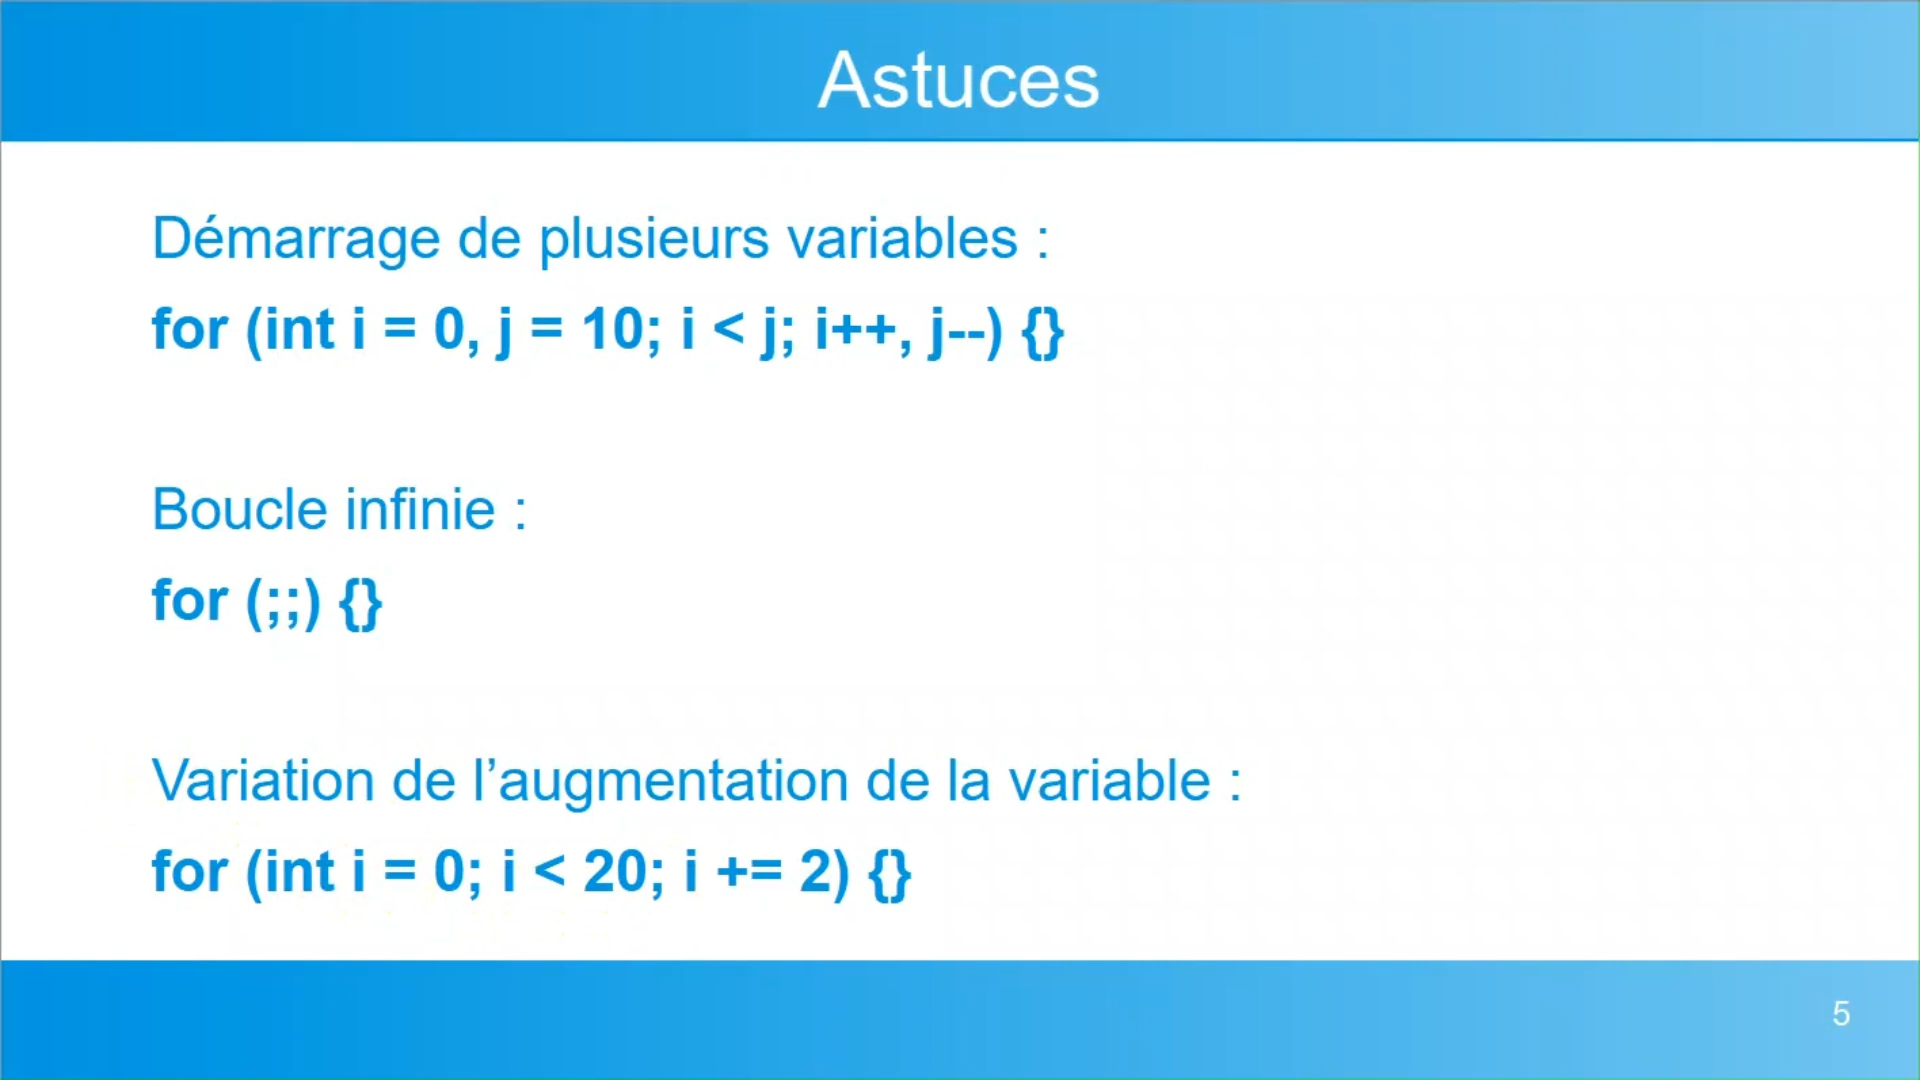 Astuces
Démarrage de plusieurs variables :
for (int i = 0, j = 10; i < j; i++, j--) {}
Boucle infinie :
for (;;) {}
Variation de l’augmentation de la variable :
for (int i = 0; i < 20; i += 2) {}
5